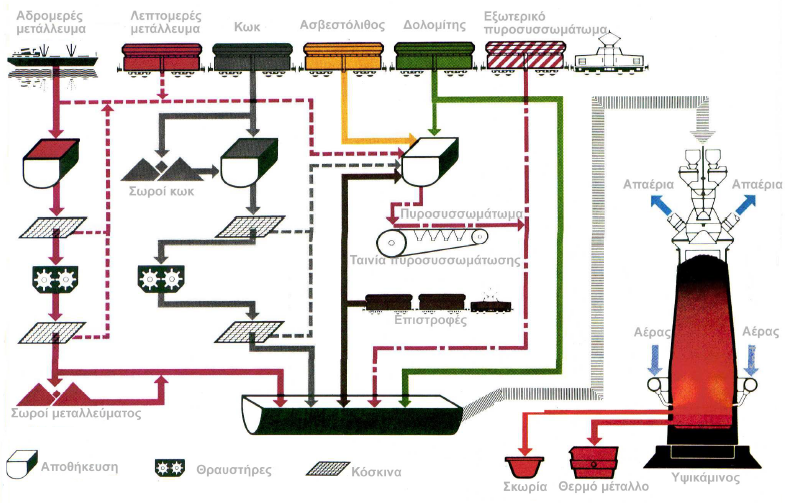 Αδρομερές
μετάλλευμα
Λεπτομερές
μετάλλευμα
Κωκ
Ασβεστόλιθος
Δολομίτης
Εξωτερικό
πυροσυσσωμάτωμα
Σωροί κωκ
Πυροσυσσωμάτωμα
Ταινία πυροσυσσωμάτωσης
Επιστροφές
Απαέρια
Απαέρια
Αέρας
Αέρας
Σωροί μεταλλεύματος
Αποθήκευση
Θραυστήρες
Κόσκινα
Σκωρία
Θερμό μέταλλο
Υψικάμινος